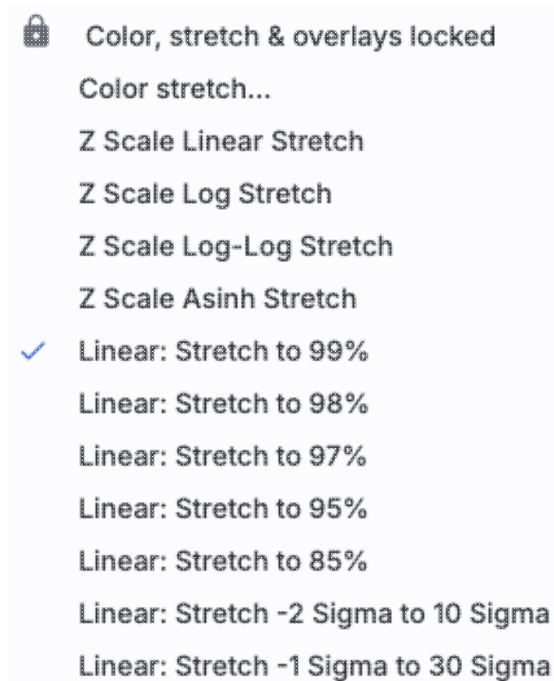 Color, stretch & overlays locked
Color stretch...
Z Scale Linear Stretch
Z Scale Log Stretch
Z Scale Log-Log Stretch
Z Scale Asinh Stretch
Linear: Stretch to 99%
Linear: Stretch to 98%
Linear: Stretch to 97%
Linear: Stretch to 95%
Linear: Stretch to 85%
Linear: Stretch -2 Sigma to 10 Sigma
Linear: Stretch -1 Sigma to 30 Sigma